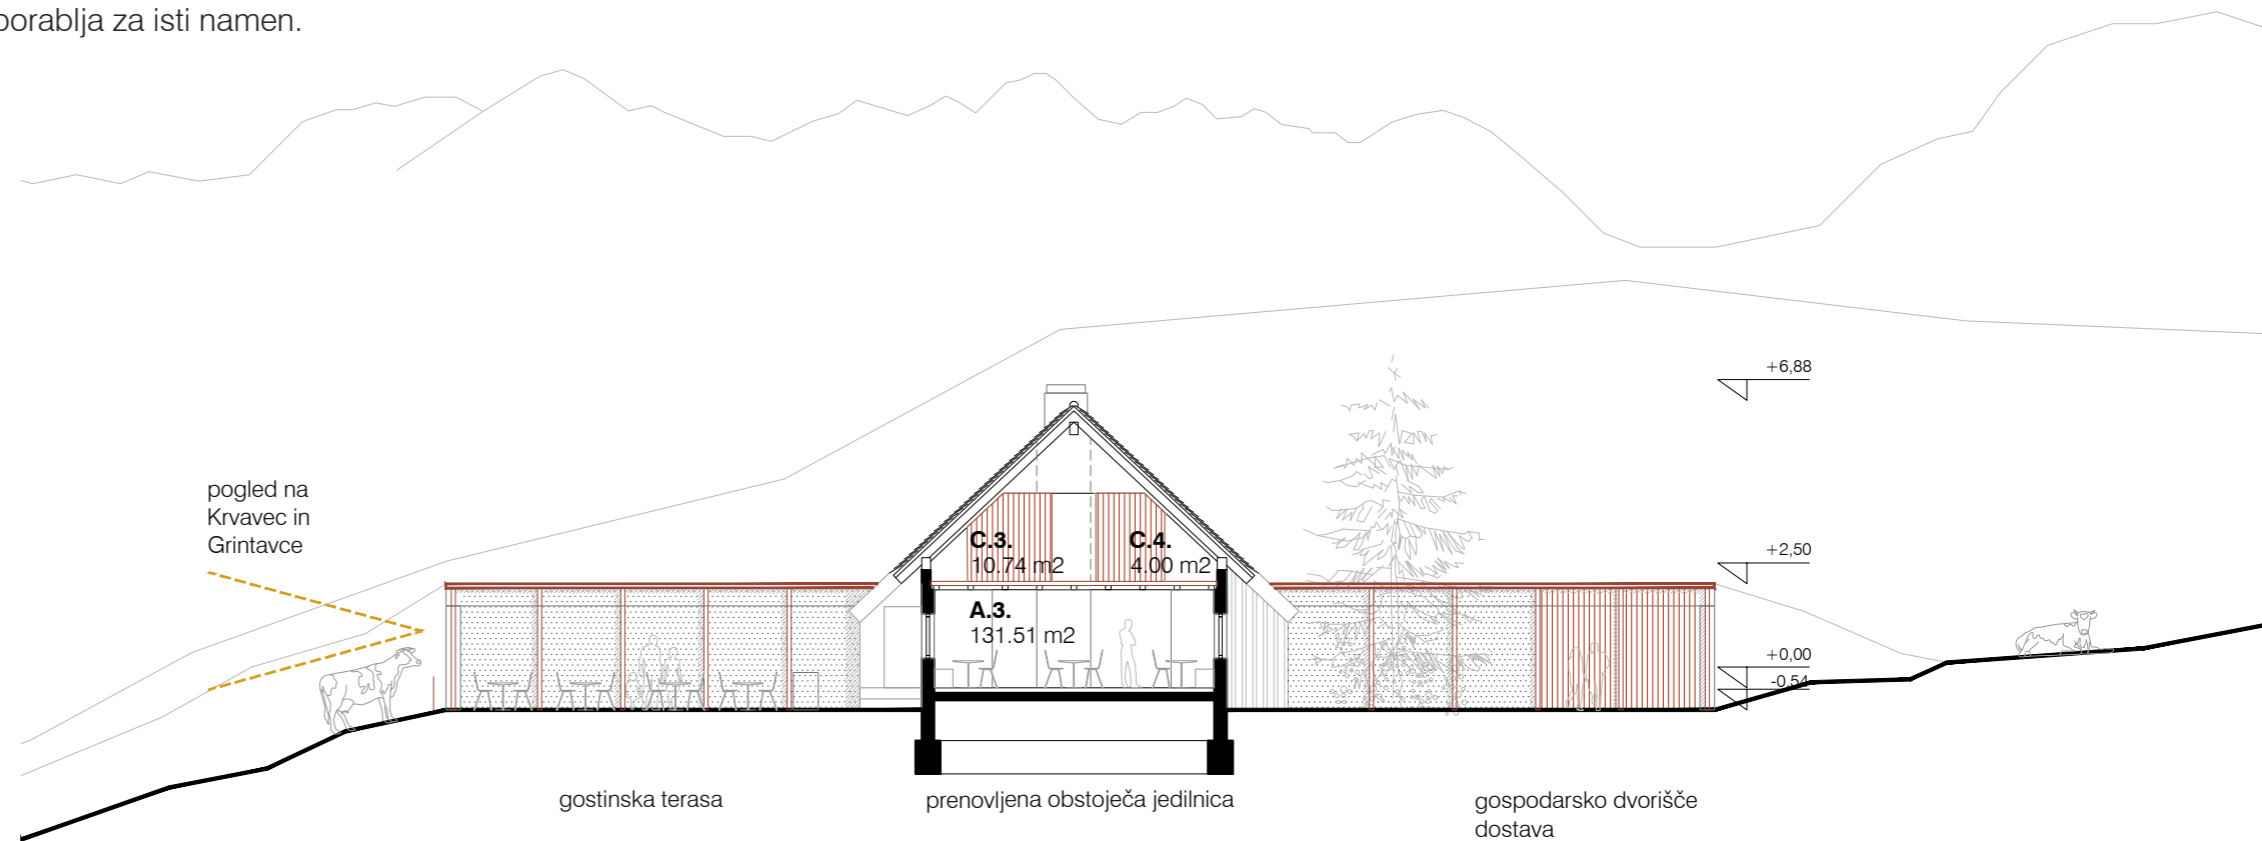 porablja za isti namen.
+6,88
pogled na
Krvavec in
Grintavce
C.3.
10.74 m2
C.4.
4.00 m2
+2,50
A.3.
131.51 m2
+0,00
-0,54
gostinska terasa
prenovljena obstoječa jedilnica
gospodarsko dvorišče
dostava